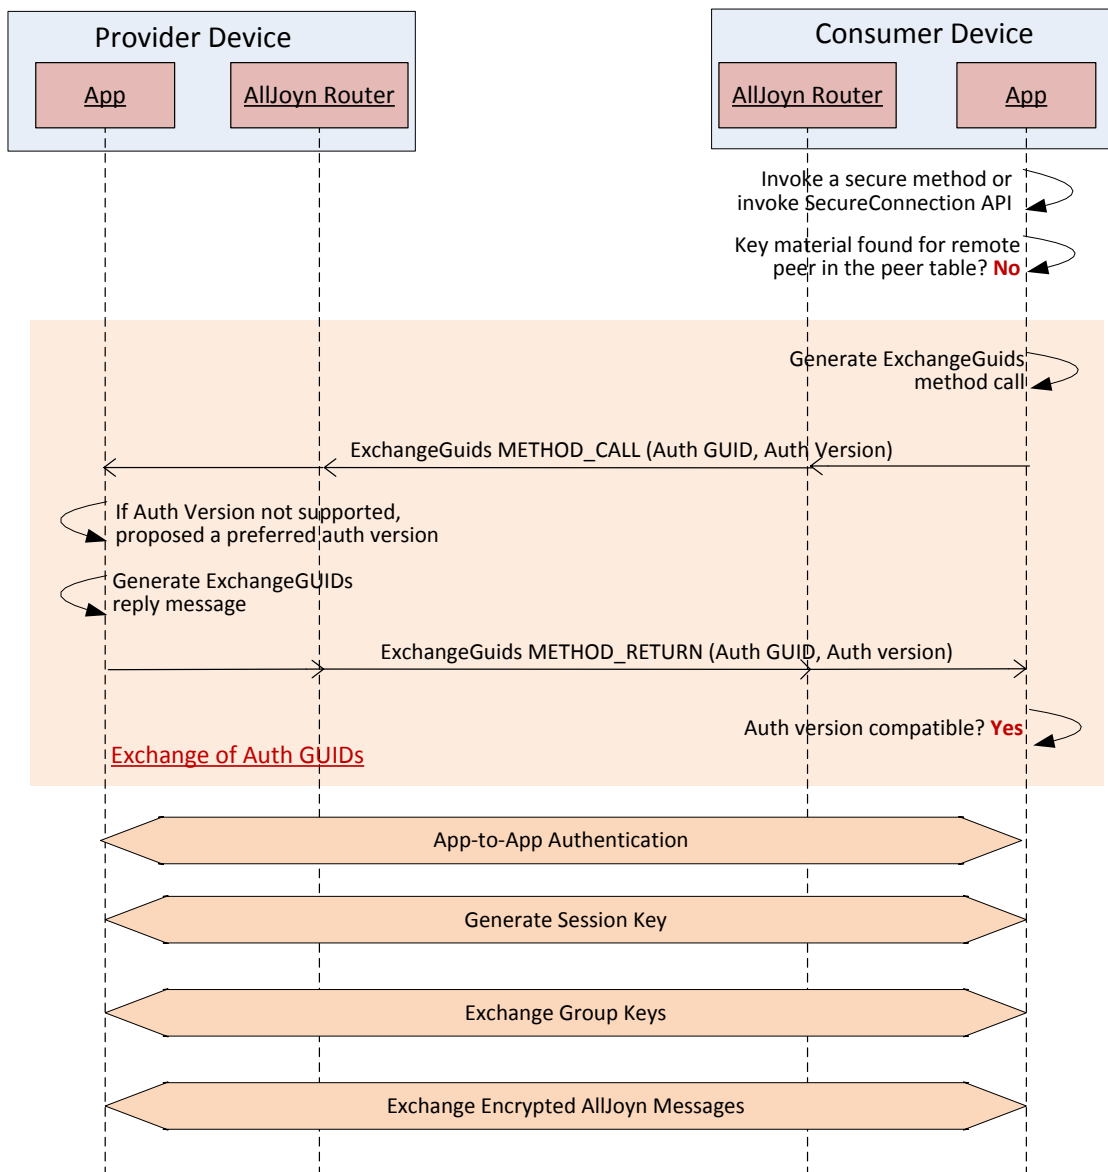 Provider Device
Consumer Device
App
AllJoyn Router
AllJoyn Router
App
Invoke a secure method or
invoke SecureConnection API
Key material found for remote
peer in the peer table? No
Generate ExchangeGuids
method call
ExchangeGuids METHOD_CALL (Auth GUID, Auth Version)
If Auth Version not supported,
proposed a preferred auth version
Generate ExchangeGUIDs
reply message
ExchangeGuids METHOD_RETURN (Auth GUID, Auth version)
Auth version compatible? Yes
Exchange of Auth GUIDs
App-to-App Authentication
Generate Session Key
Exchange Group Keys
Exchange Encrypted AllJoyn Messages